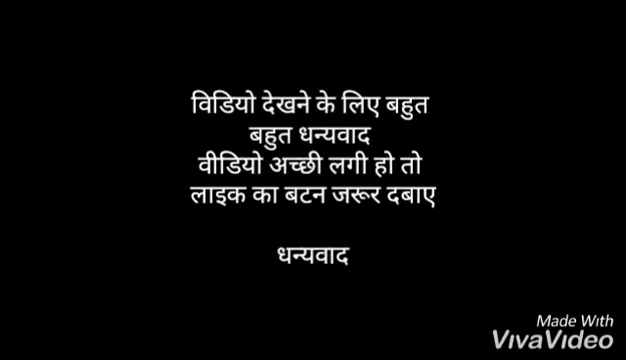 विडियो देखने के लिए बहुत
बहुत धन्यवाद
वीडियो अच्छी लगी हो तो
लाइक का बटन जरूर दबाए
धन्यवाद
Made With
VivaVideo